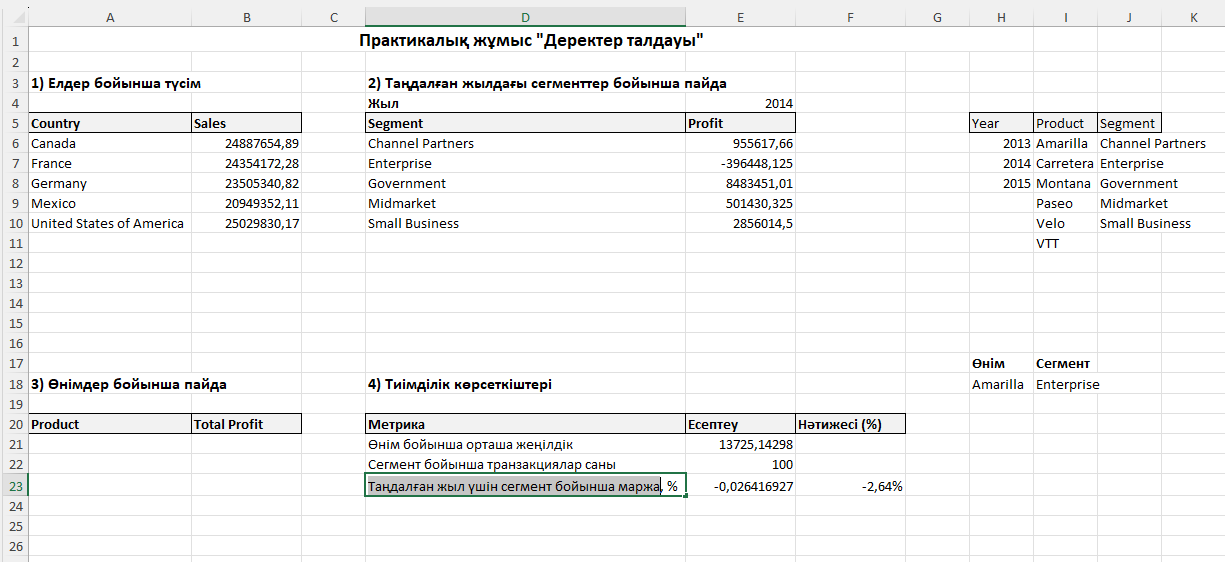 A B C D E F G H I J K
1 Практикалық жұмыс "Деректер талдауы"
2
3 1) Елдер бойынша түсім 2) Таңдалған жылдағы сегменттер бойынша пайда
4 Жыл 2014
5 Country Sales Segment Profit Year Product Segment
6 Canada 24887654,89 Channel Partners 955617,66 2013 Amarilla Channel Partners
7 France 24354172,28 Enterprise -396448,125 2014 Carretera Enterprise
8 Germany 23505340,82 Government 8483451,01 2015 Montana Government
9 Mexico 20949352,11 Midmarket 501430,325 Paseo Midmarket
10 United States of America 25029830,17 Small Business 2856014,5 Velo Small Business
11 VTT
12
13
14
15
16
17 Өнім Сегмент
18 3) Өнімдер бойынша пайда 4) Тиімділік көрсеткіштері Amarilla Enterprise
19
20 Product Total Profit Метрика Есептеу Нәтижесі (%)
21 Өнім бойынша орташа жеңілдік 13725,14298
22 Сегмент бойынша транзакциялар саны 100
23 Таңдалған жыл үшін сегмент бойынша маржа, % -0,026416927 -2,64%
24
25
26